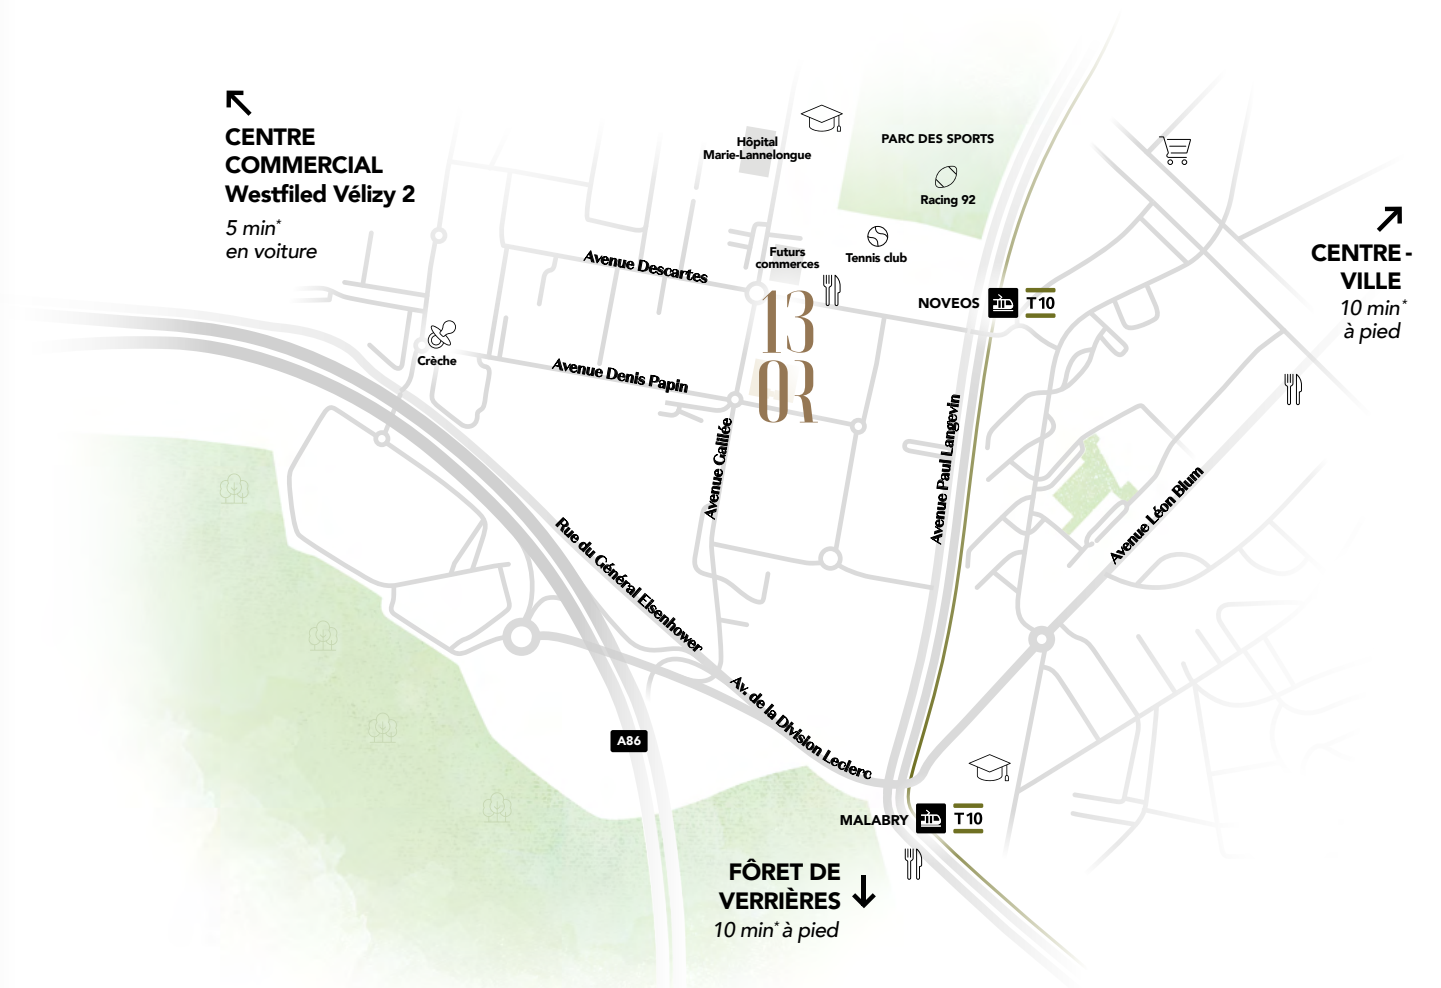 CENTRE
COMMERCIAL
Westfiled Vélizy 2
5 min*
en voiture
Hôpital
Marie-Lannelongue
PARC DES SPORTS
Racing 92
Tennis club
Futurs
commerces
CENTRE-
VILLE
10 min*
à pied
Avenue Descartes
NOVEOS
T10
13
OR
Crèche
Avenue Denis Papin
Avenue Galilée
Avenue Paul Langevin
Avenue Léon Blum
Rue du Général Eisenhower
Av. de la Division Leclerc
A86
MALABRY
T10
FÔRET DE
VERRIÈRES
10 min* à pied